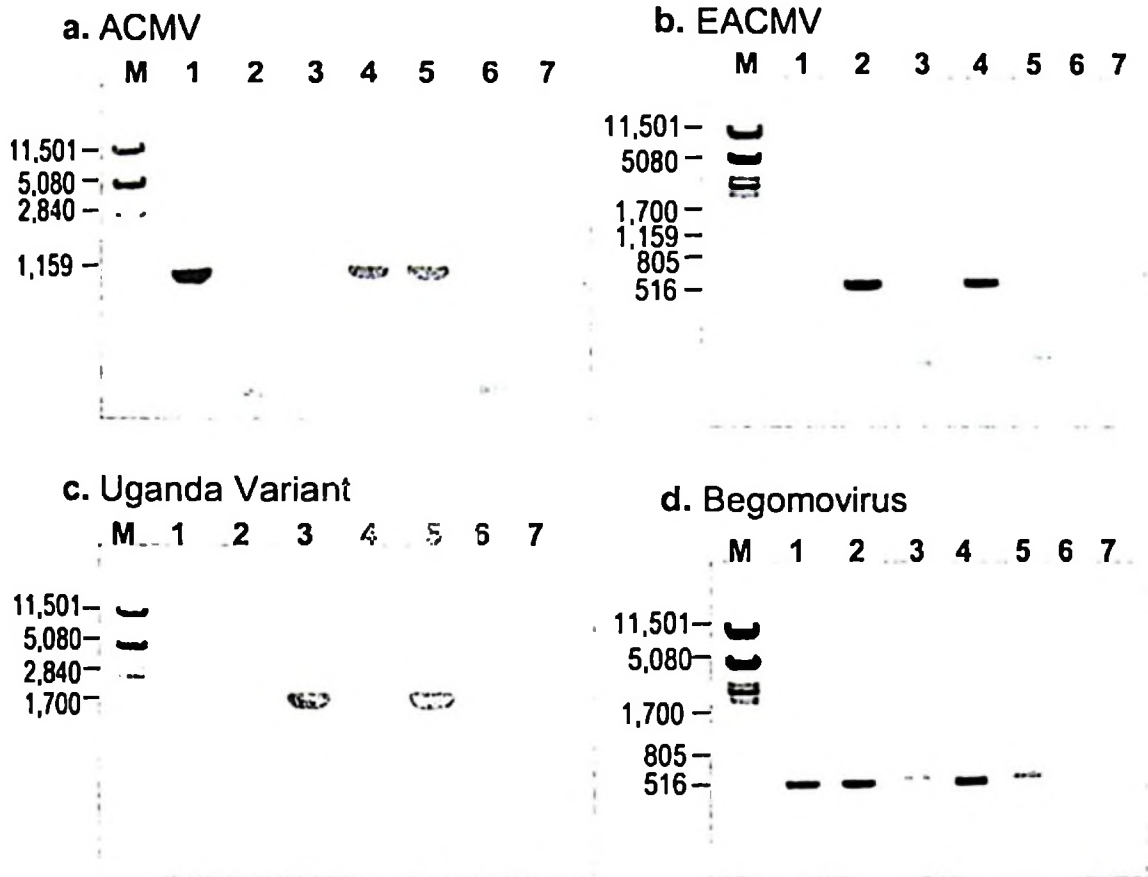 a. ACMV
M 1 2 3 4 5 6 7
11,501
5,080
2,840
1,159
b. EACMV
M 1 2 3 4 5 6 7
11,501
5080
1,700
1,159
805
516
c. Uganda Variant
M 1 2 3 4 5 6 7
11,501
5,080
2,840
1,700
d. Begomovirus
M 1 2 3 4 5 6 7
11,501
5,080
1,700
805
516